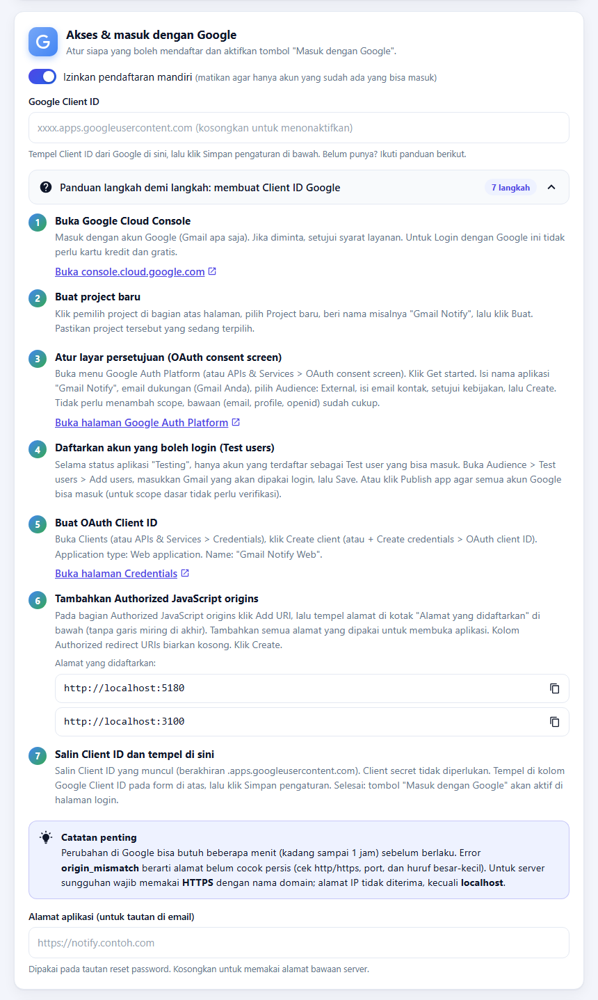 G
Akses & masuk dengan Google
Atur siapa yang boleh mendaftar dan aktifkan tombol "Masuk dengan Google".
Izinkan pendaftaran mandiri (matikan agar hanya akun yang sudah ada yang bisa masuk)
Google Client ID
xxxx.apps.googleusercontent.com (kosongkan untuk menonaktifkan)
Tempel Client ID dari Google di sini, lalu klik Simpan pengaturan di bawah. Belum punya? Ikuti panduan berikut.
? Panduan langkah demi langkah: membuat Client ID Google 7 langkah
1 Buka Google Cloud Console
Masuk dengan akun Google (Gmail apa saja). Jika diminta, setujui syarat layanan. Untuk Login dengan Google ini tidak
perlu kartu kredit dan gratis.
Buka console.cloud.google.com
2 Buat project baru
Klik pemilih project di bagian atas halaman, pilih Project baru, beri nama misalnya "Gmail Notify", lalu klik Buat.
Pastikan project tersebut yang sedang terpilih.
3 Atur layar persetujuan (OAuth consent screen)
Buka menu Google Auth Platform (atau APIs & Services > OAuth consent screen). Klik Get started. Isi nama aplikasi
"Gmail Notify", email dukungan (Gmail Anda), pilih Audience: External, isi email kontak, setujui kebijakan, lalu Create.
Tidak perlu menambah scope, bawaan (email, profile, openid) sudah cukup.
Buka halaman Google Auth Platform
4 Daftarkan akun yang boleh login (Test users)
Selama status aplikasi "Testing", hanya akun yang terdaftar sebagai Test user yang bisa masuk. Buka Audience > Test
users > Add users, masukkan Gmail yang akan dipakai login, lalu Save. Atau klik Publish app agar semua akun Google
bisa masuk (untuk scope dasar tidak perlu verifikasi).
5 Buat OAuth Client ID
Buka Clients (atau APIs & Services > Credentials), klik Create client (atau + Create credentials > OAuth client ID).
Application type: Web application. Name: "Gmail Notify Web".
Buka halaman Credentials
6 Tambahkan Authorized JavaScript origins
Pada bagian Authorized JavaScript origins klik Add URI, lalu tempel alamat di kotak "Alamat yang didaftarkan" di
bawah (tanpa garis miring di akhir). Tambahkan semua alamat yang dipakai untuk membuka aplikasi. Kolom
Authorized redirect URIs biarkan kosong. Klik Create.
Alamat yang didaftarkan:
http://localhost:5180
http://localhost:3100
7 Salin Client ID dan tempel di sini
Salin Client ID yang muncul (berakhiran .apps.googleusercontent.com). Client secret tidak diperlukan. Tempel di kolom
Google Client ID pada form di atas, lalu klik Simpan pengaturan. Selesai: tombol "Masuk dengan Google" akan aktif di
halaman login.
Catatan penting
Perubahan di Google bisa butuh beberapa menit (kadang sampai 1 jam) sebelum berlaku. Error
origin_mismatch berarti alamat belum cocok persis (cek http/https, port, dan huruf besar-kecil). Untuk server
sungguhan wajib memakai HTTPS dengan nama domain; alamat IP tidak diterima, kecuali localhost.
Alamat aplikasi (untuk tautan di email)
https://notify.contoh.com
Dipakai pada tautan reset password. Kosongkan untuk memakai alamat bawaan server.